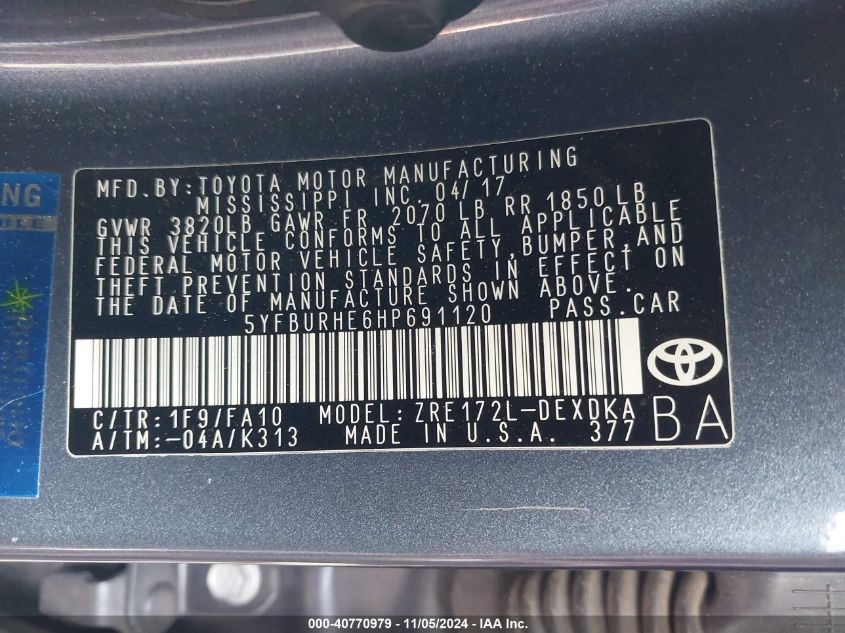 MFD. BY: TOYOTA MOTOR MANUFACTURING
MISSISSIPPI INC. 04/17
GVWR 3820LB GAWR FR 2070 LB RR 1850 LB
THIS VEHICLE CONFORMS TO ALL APPLICABLE
FEDERAL MOTOR VEHICLE SAFETY, BUMPER, AND
THEFT PREVENTION STANDARDS IN EFFECT ON
THE DATE OF MANUFACTURE SHOWN ABOVE.
5YFBURHE6HP691120 PASS. CAR
C/TR: 1F9/FA10 MODEL: ZRE172L-DEXDKA
A/TM: -04A/K313 MADE IN U.S.A. 377
BA
000-40770979 - 11/05/2024 - IAA Inc.